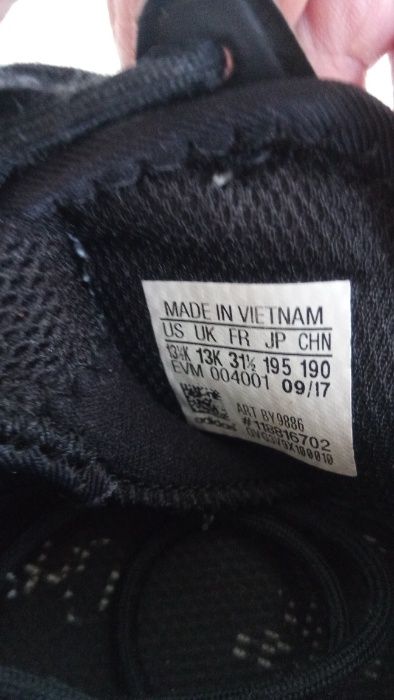 MADE IN VIETNAM
US UK FR JP CHN
13½K 13K 31½ 195 190
EVM 004001 09/17
ART BY9886
adidas # 118816702